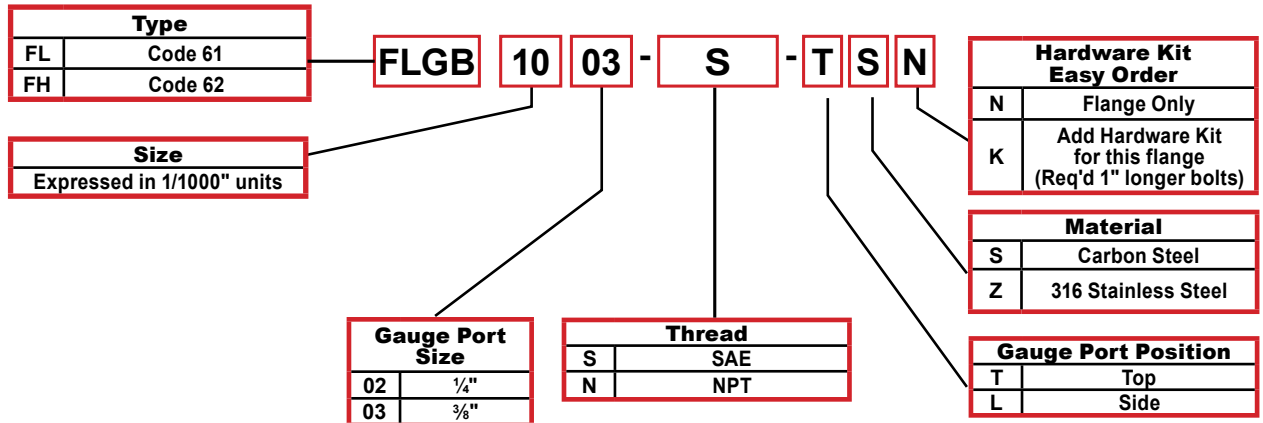 Type
FL Code 61
FH Code 62
FLGB 10 03 - S - T S N
Hardware Kit
Easy Order
N Flange Only
K Add Hardware Kit
for this flange
(Req'd 1" longer bolts)
Size
Expressed in 1/1000" units
Material
S Carbon Steel
Z 316 Stainless Steel
Gauge Port
Size
02 ¼"
03 ⅜"
Thread
S SAE
N NPT
Gauge Port Position
T Top
L Side